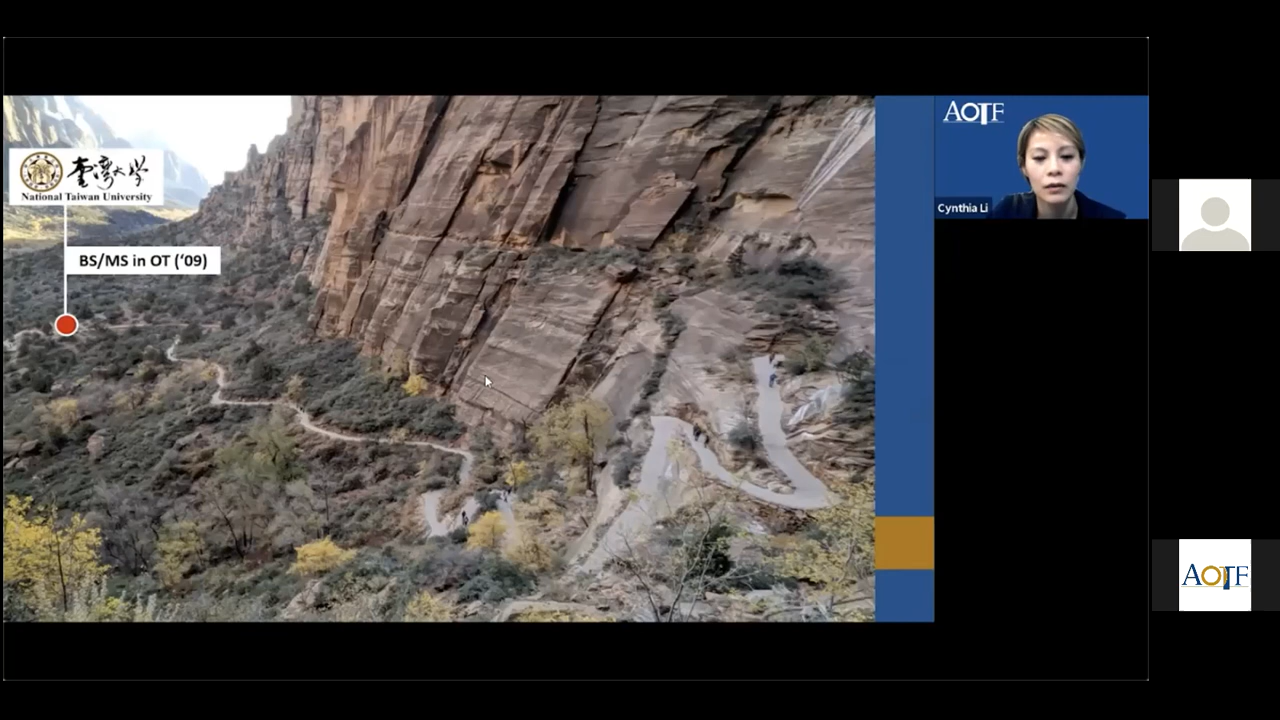 臺灣大學
National Taiwan University
BS/MS in OT (‘09)
AOTF
Cynthia Li
AOTF